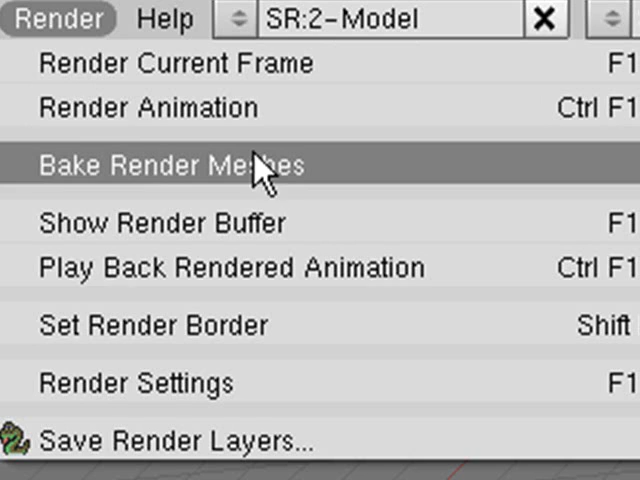 Render Help SR:2-Model
Render Current Frame F1
Render Animation Ctrl F1
Bake Render Meshes
Show Render Buffer F1
Play Back Rendered Animation Ctrl F1
Set Render Border Shift
Render Settings F1
Save Render Layers...